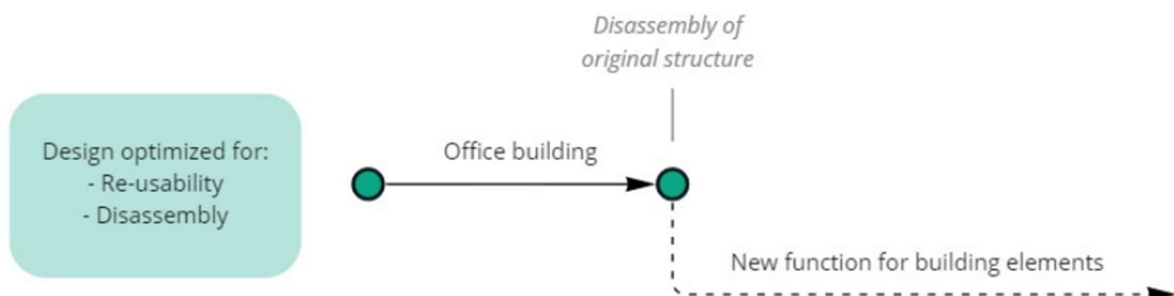 Disassembly of
original structure
Design optimized for:
- Re-usability
- Disassembly
Office building
New function for building elements